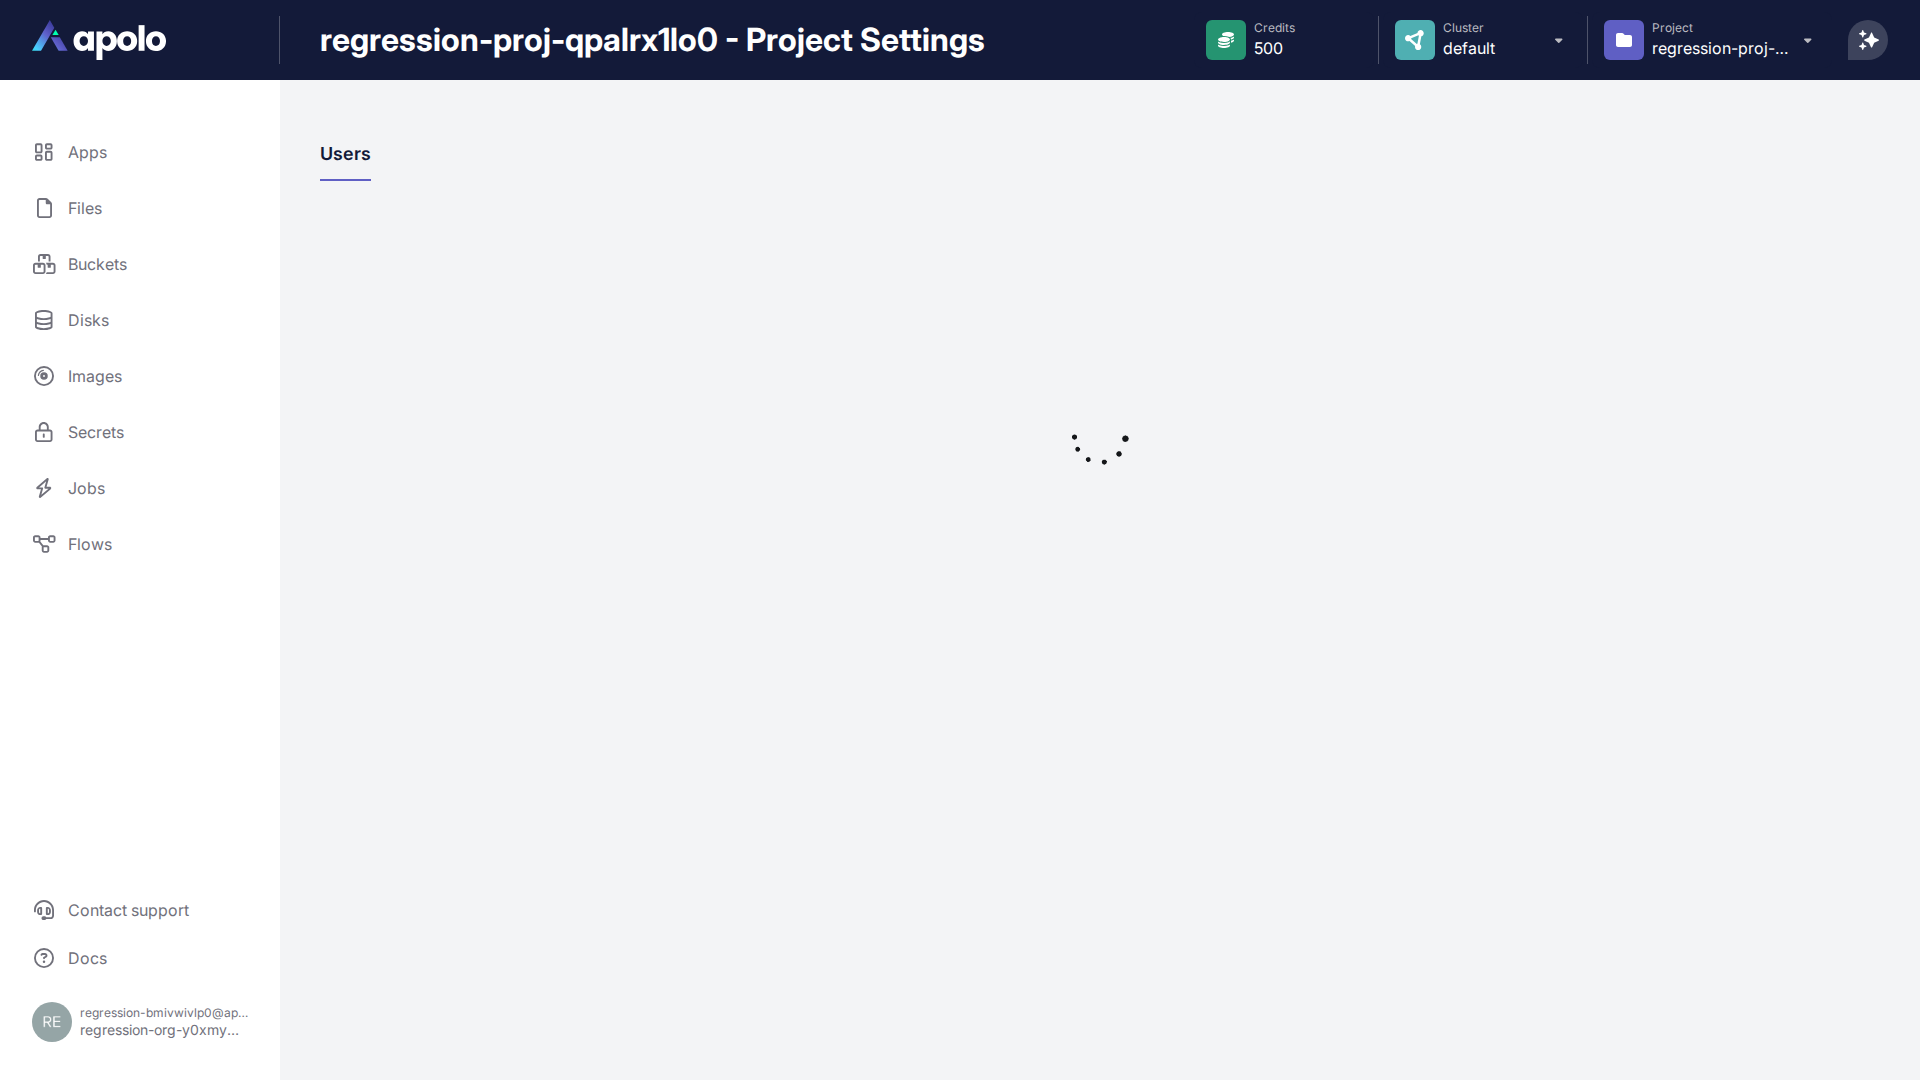 apolo
regression-proj-qpalrx1lo0 - Project Settings
Credits
500
Cluster
default
Project
regression-proj-...
Apps
Files
Buckets
Disks
Images
Secrets
Jobs
Flows
Users
Contact support
Docs
RE
regression-bmivwivlp0@ap...
regression-org-y0xmy...